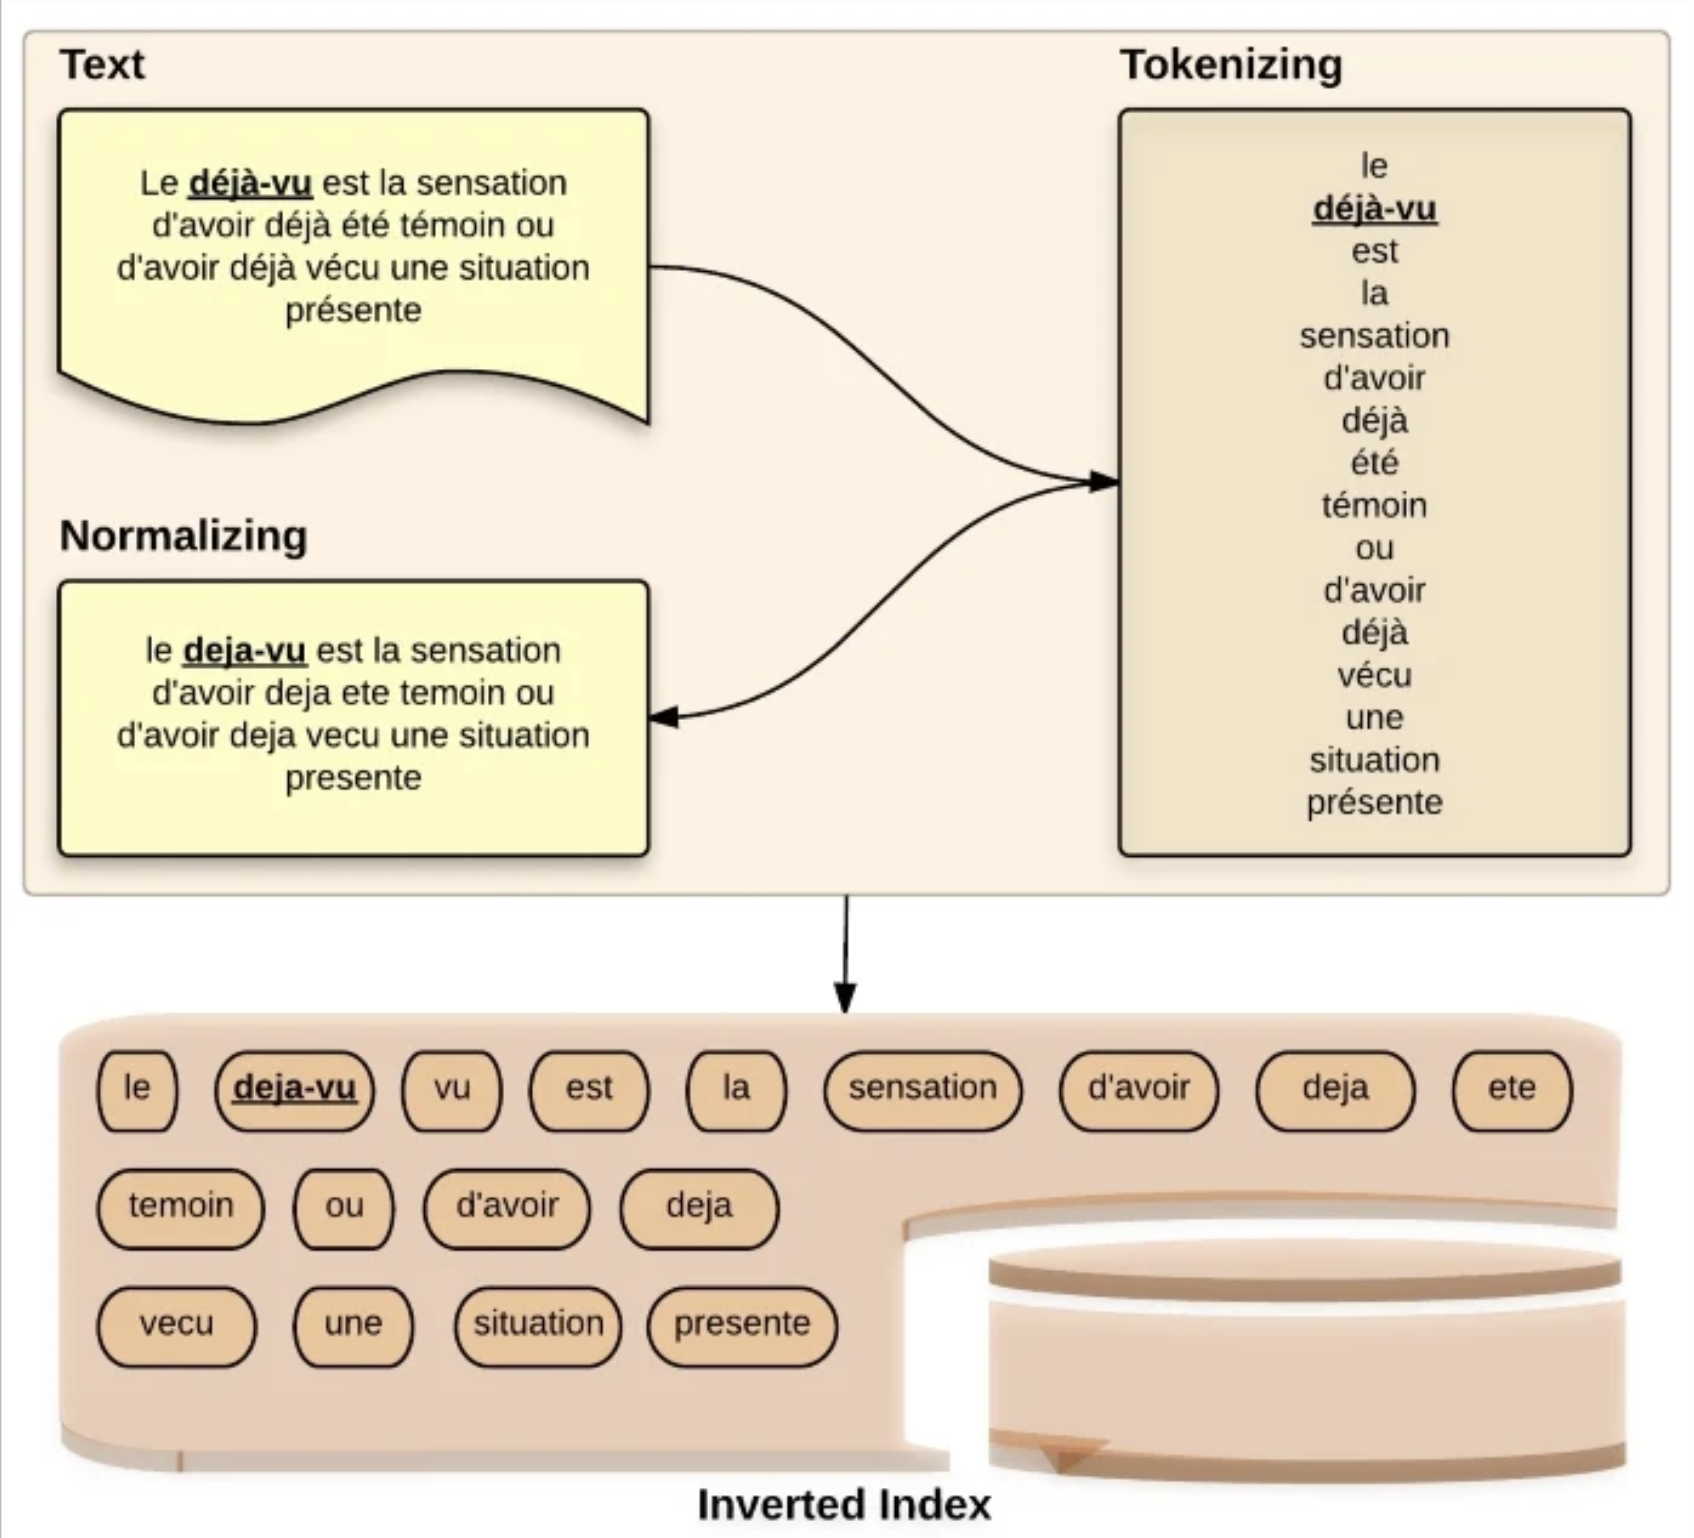 Text
Le déjà-vu est la sensation
d'avoir déjà été témoin ou
d'avoir déjà vécu une situation
présente
Tokenizing
le
déjà-vu
est
la
sensation
d'avoir
déjà
été
témoin
ou
d'avoir
déjà
vécu
une
situation
présente
Normalizing
le deja-vu est la sensation
d'avoir deja ete temoin ou
d'avoir deja vecu une situation
presente
le deja-vu vu est la sensation d'avoir deja ete
temoin ou d'avoir deja
vecu une situation presente
Inverted Index